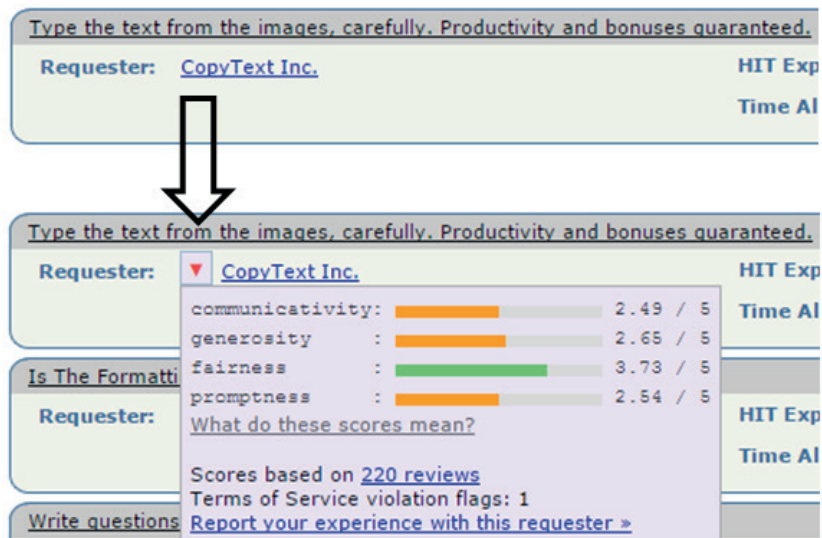 Type the text from the images, carefully. Productivity and bonuses guaranteed.
Requester: CopyText Inc. HIT Exp
Time Al
Type the text from the images, carefully. Productivity and bonuses guaranteed.
Requester: ▼ CopyText Inc. HIT Exp
communicativity: 2.49 / 5 Time Al
generosity : 2.65 / 5
fairness : 3.73 / 5
Is The Formatti
promptness : 2.54 / 5
Requester: What do these scores mean? HIT Exp
Time Al
Scores based on 220 reviews
Terms of Service violation flags: 1
Write questions Report your experience with this requester »